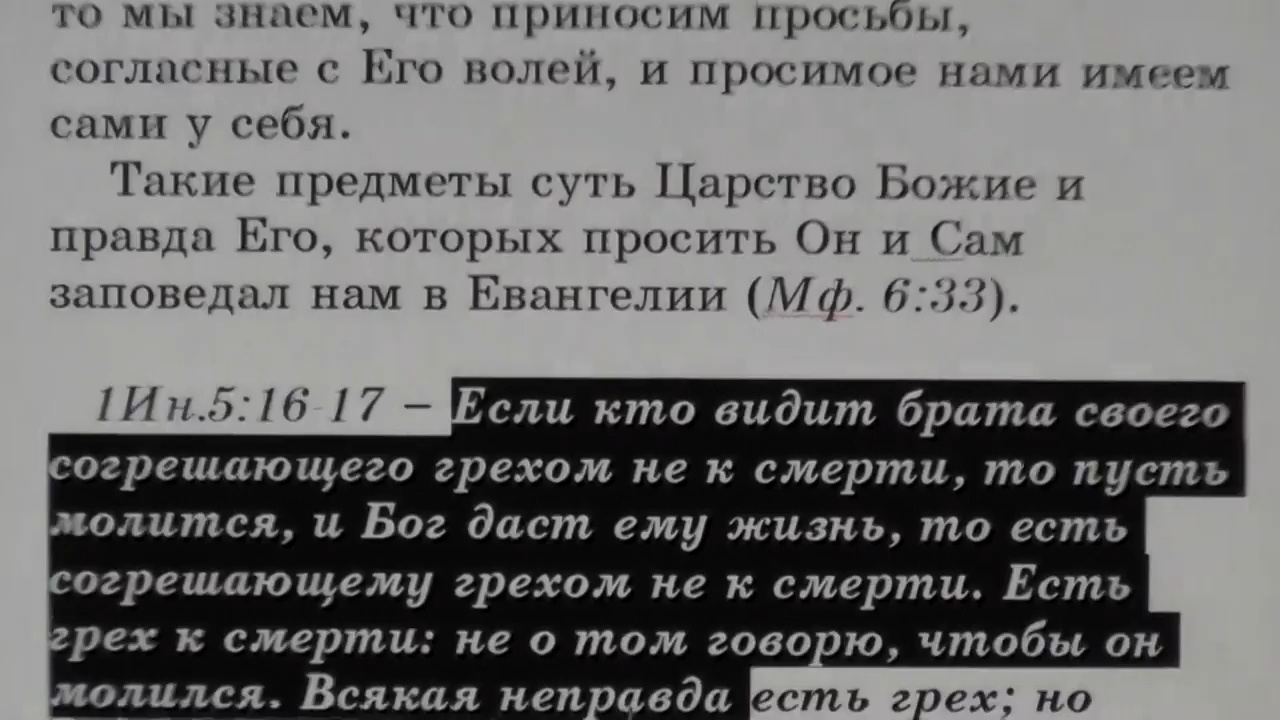 то мы знаем, что приносим просьбы,
согласные с Его волей, и просимое нами имеем
сами у себя.
Такие предметы суть Царство Божие и
правда Его, которых просить Он и Сам
заповедал нам в Евангелии (Мф. 6:33).
1Ин.5:16-17 – Если кто видит брата своего
согрешающего грехом не к смерти, то пусть
молится, и Бог даст ему жизнь, то есть
согрешающему грехом не к смерти. Есть
грех к смерти: не о том говорю, чтобы он
молился. Всякая неправда есть грех; но